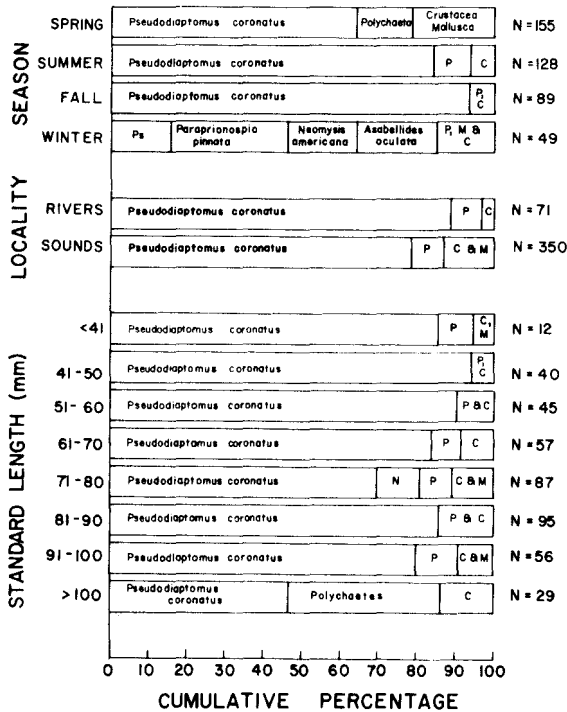 SEASON
SPRING Pseudodiaptomus coronatus Polychaeta Crustacea Mollusca N = 155
SUMMER Pseudodiaptomus coronatus P C N = 128
FALL Pseudodiaptomus coronatus P, C N = 89
WINTER Ps Paraprionospio pinnata Neomysis americana Asabellides oculata P, M & C N = 49
LOCALITY
RIVERS Pseudodiaptomus coronatus P C N = 71
SOUNDS Pseudodiaptomus coronatus P C & M N = 350
STANDARD LENGTH (mm)
<41 Pseudodiaptomus coronatus P C, M N = 12
41-50 Pseudodiaptomus coronatus P, C N = 40
51-60 Pseudodiaptomus coronatus P & C N = 45
61-70 Pseudodiaptomus coronatus P C N = 57
71-80 Pseudodiaptomus coronatus N P C & M N = 87
81-90 Pseudodiaptomus coronatus P & C N = 95
91-100 Pseudodiaptomus coronatus P C & M N = 56
>100 Pseudodiaptomus coronatus Polychaetes C N = 29
0 10 20 30 40 50 60 70 80 90 100
CUMULATIVE PERCENTAGE